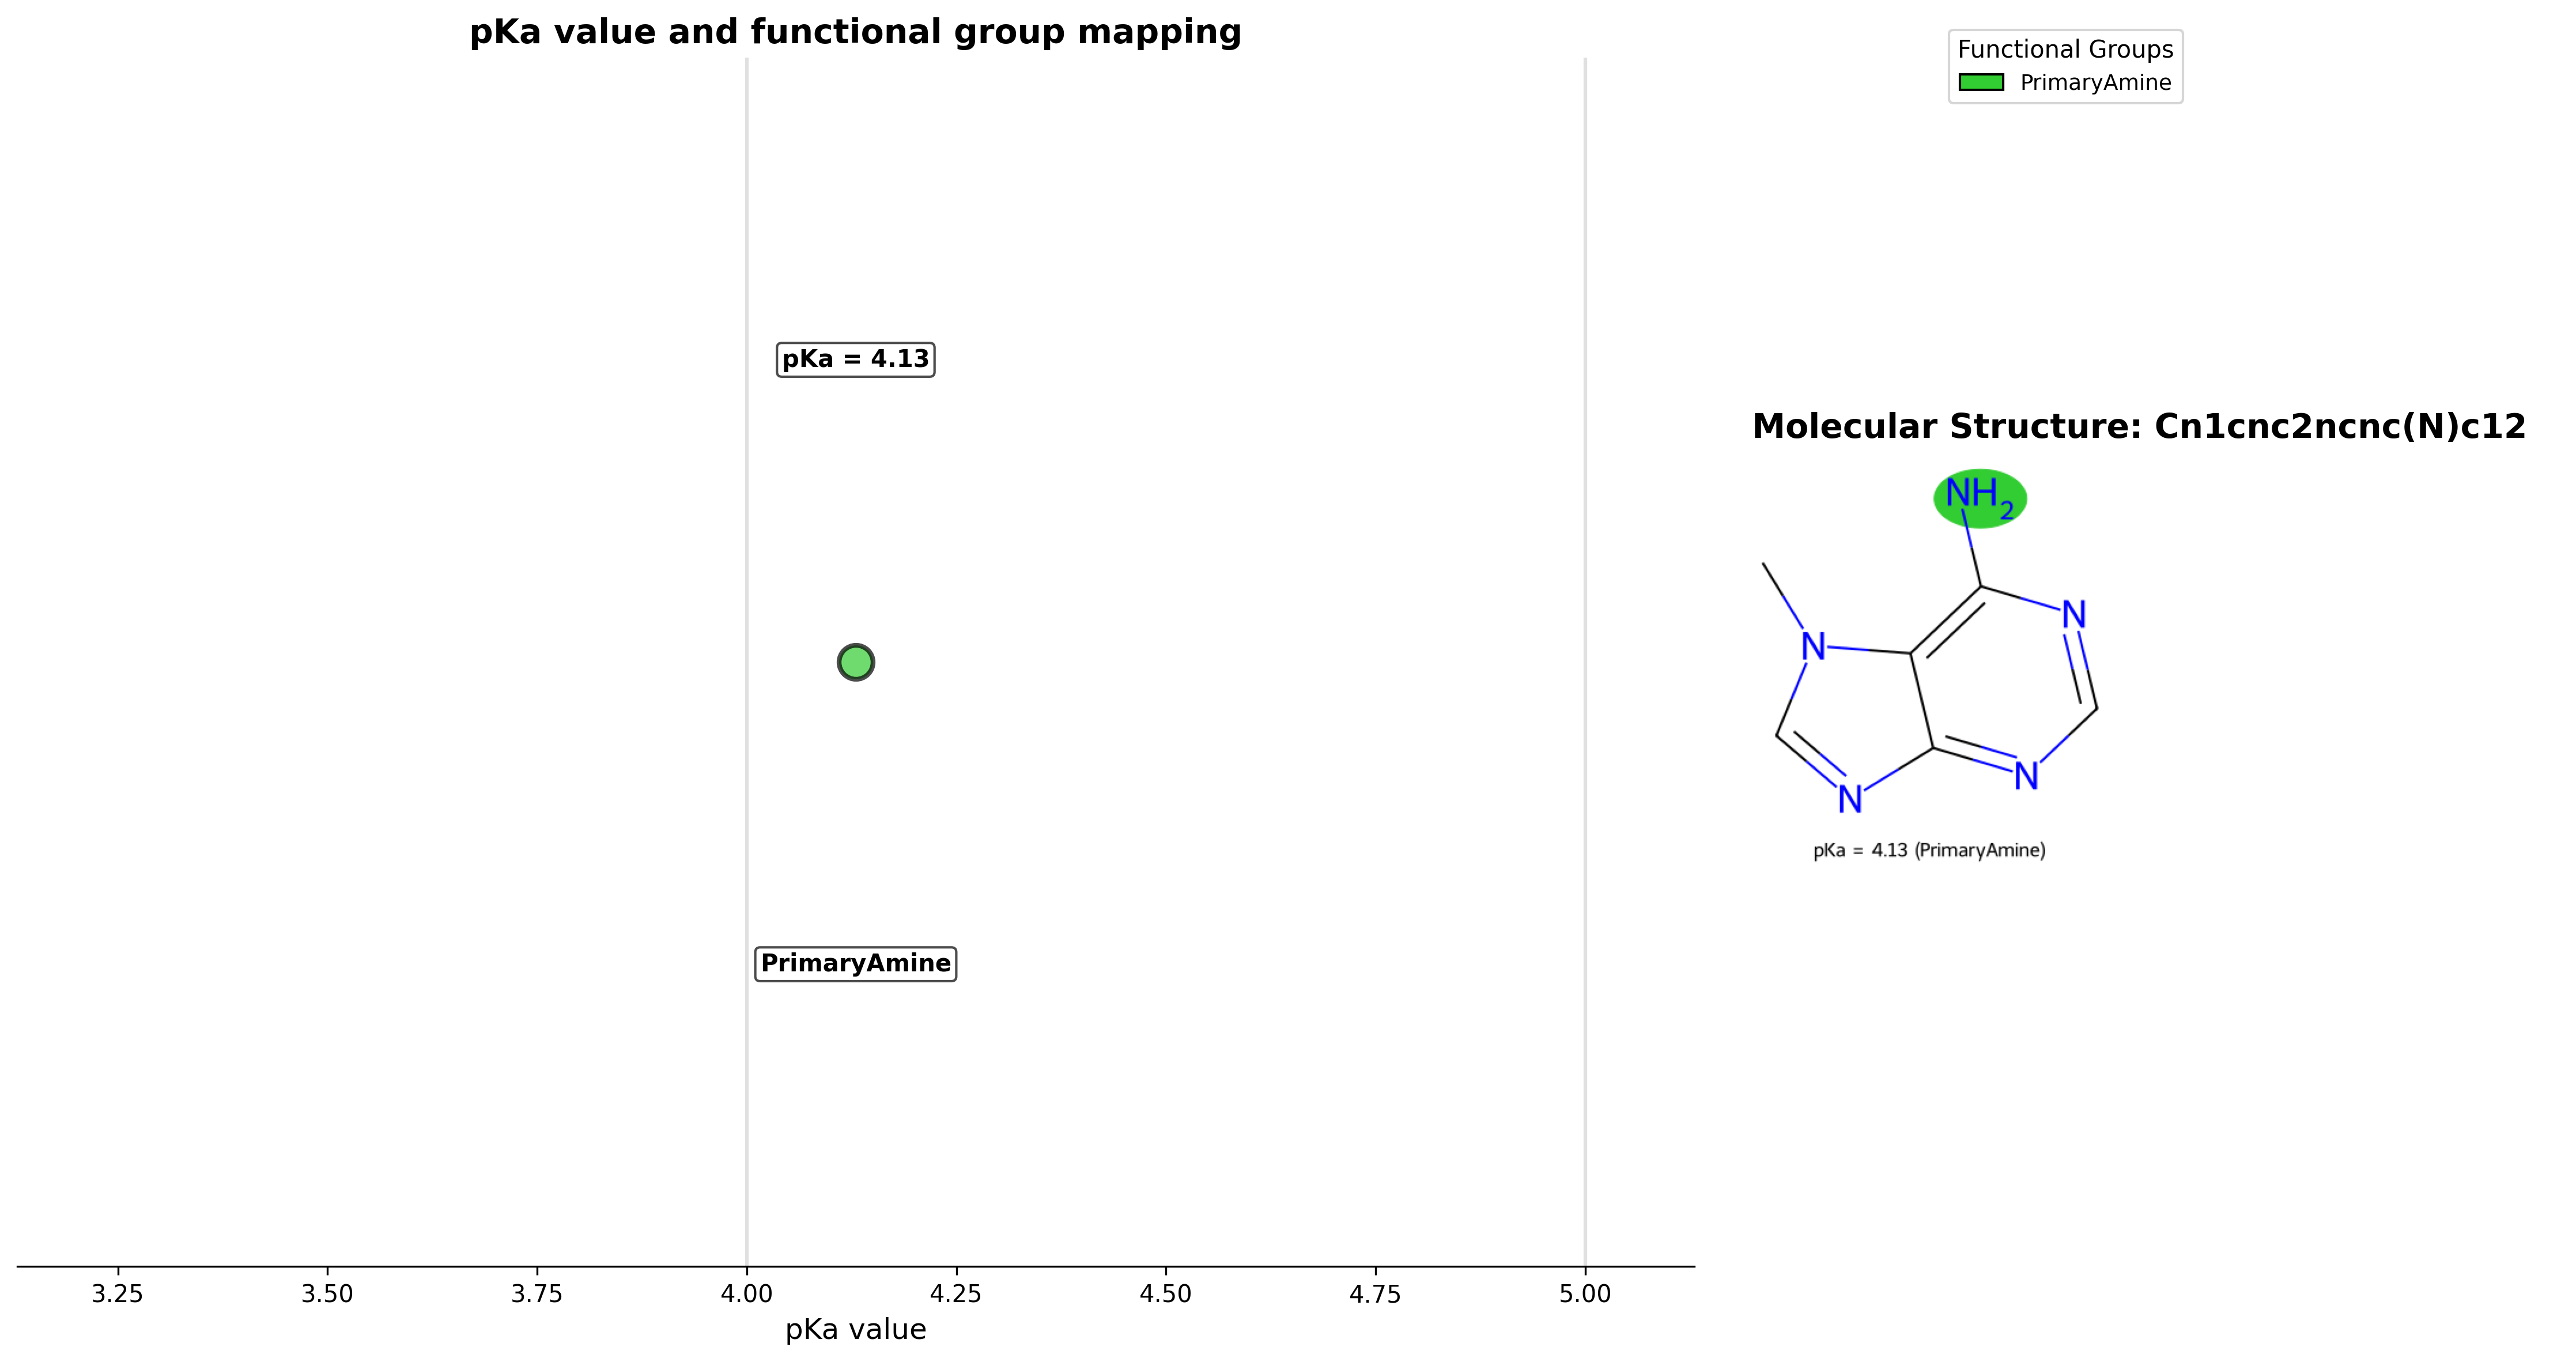 pKa value and functional group mapping
Functional Groups
PrimaryAmine
pKa = 4.13
Molecular Structure: Cn1cnc2ncnc(N)c12
NH2
N
N
N
N
pKa = 4.13 (PrimaryAmine)
PrimaryAmine
3.25 3.50 3.75 4.00 4.25 4.50 4.75 5.00
pKa value